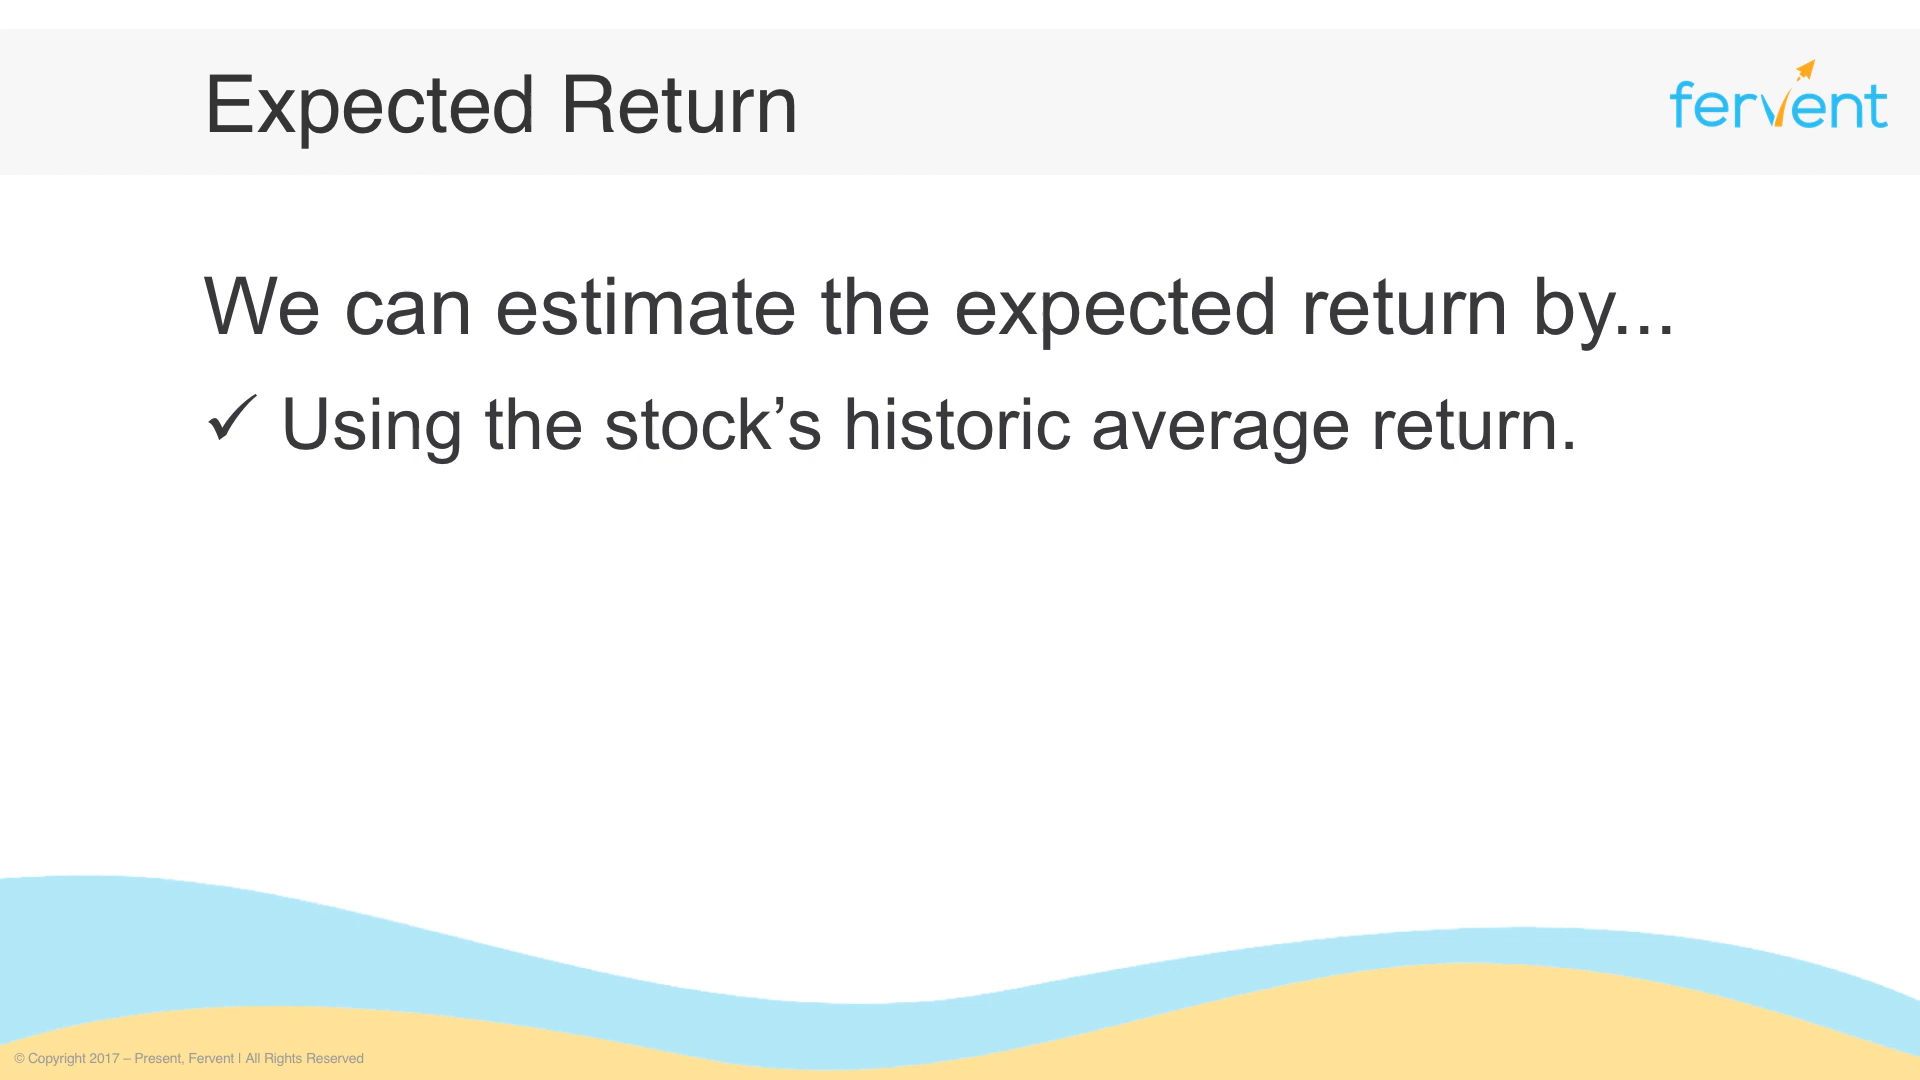 Expected Return
fervent
We can estimate the expected return by...
✓ Using the stock’s historic average return.
© Copyright 2017 – Present, Fervent | All Rights Reserved